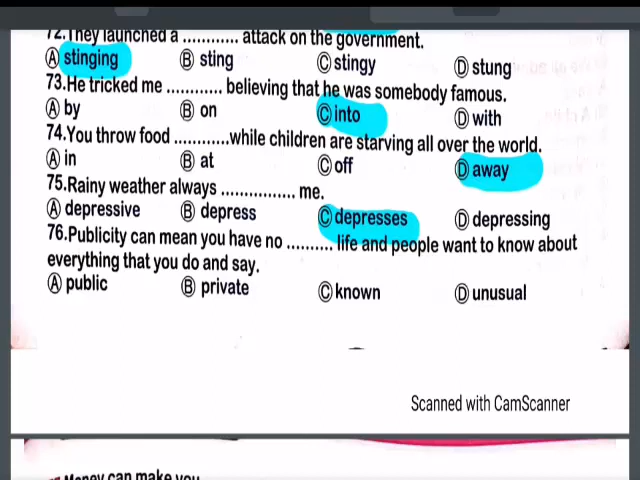 72.They launched a ............ attack on the government.
Ⓐ stinging Ⓑ sting Ⓒ stingy Ⓓ stung
73.He tricked me ............ believing that he was somebody famous.
Ⓐ by Ⓑ on Ⓒ into Ⓓ with
74.You throw food ............while children are starving all over the world.
Ⓐ in Ⓑ at Ⓒ off Ⓓ away
75.Rainy weather always ................ me.
Ⓐ depressive Ⓑ depress Ⓒ depresses Ⓓ depressing
76.Publicity can mean you have no .......... life and people want to know about
everything that you do and say.
Ⓐ public Ⓑ private Ⓒ known Ⓓ unusual
Scanned with CamScanner
Money can make you